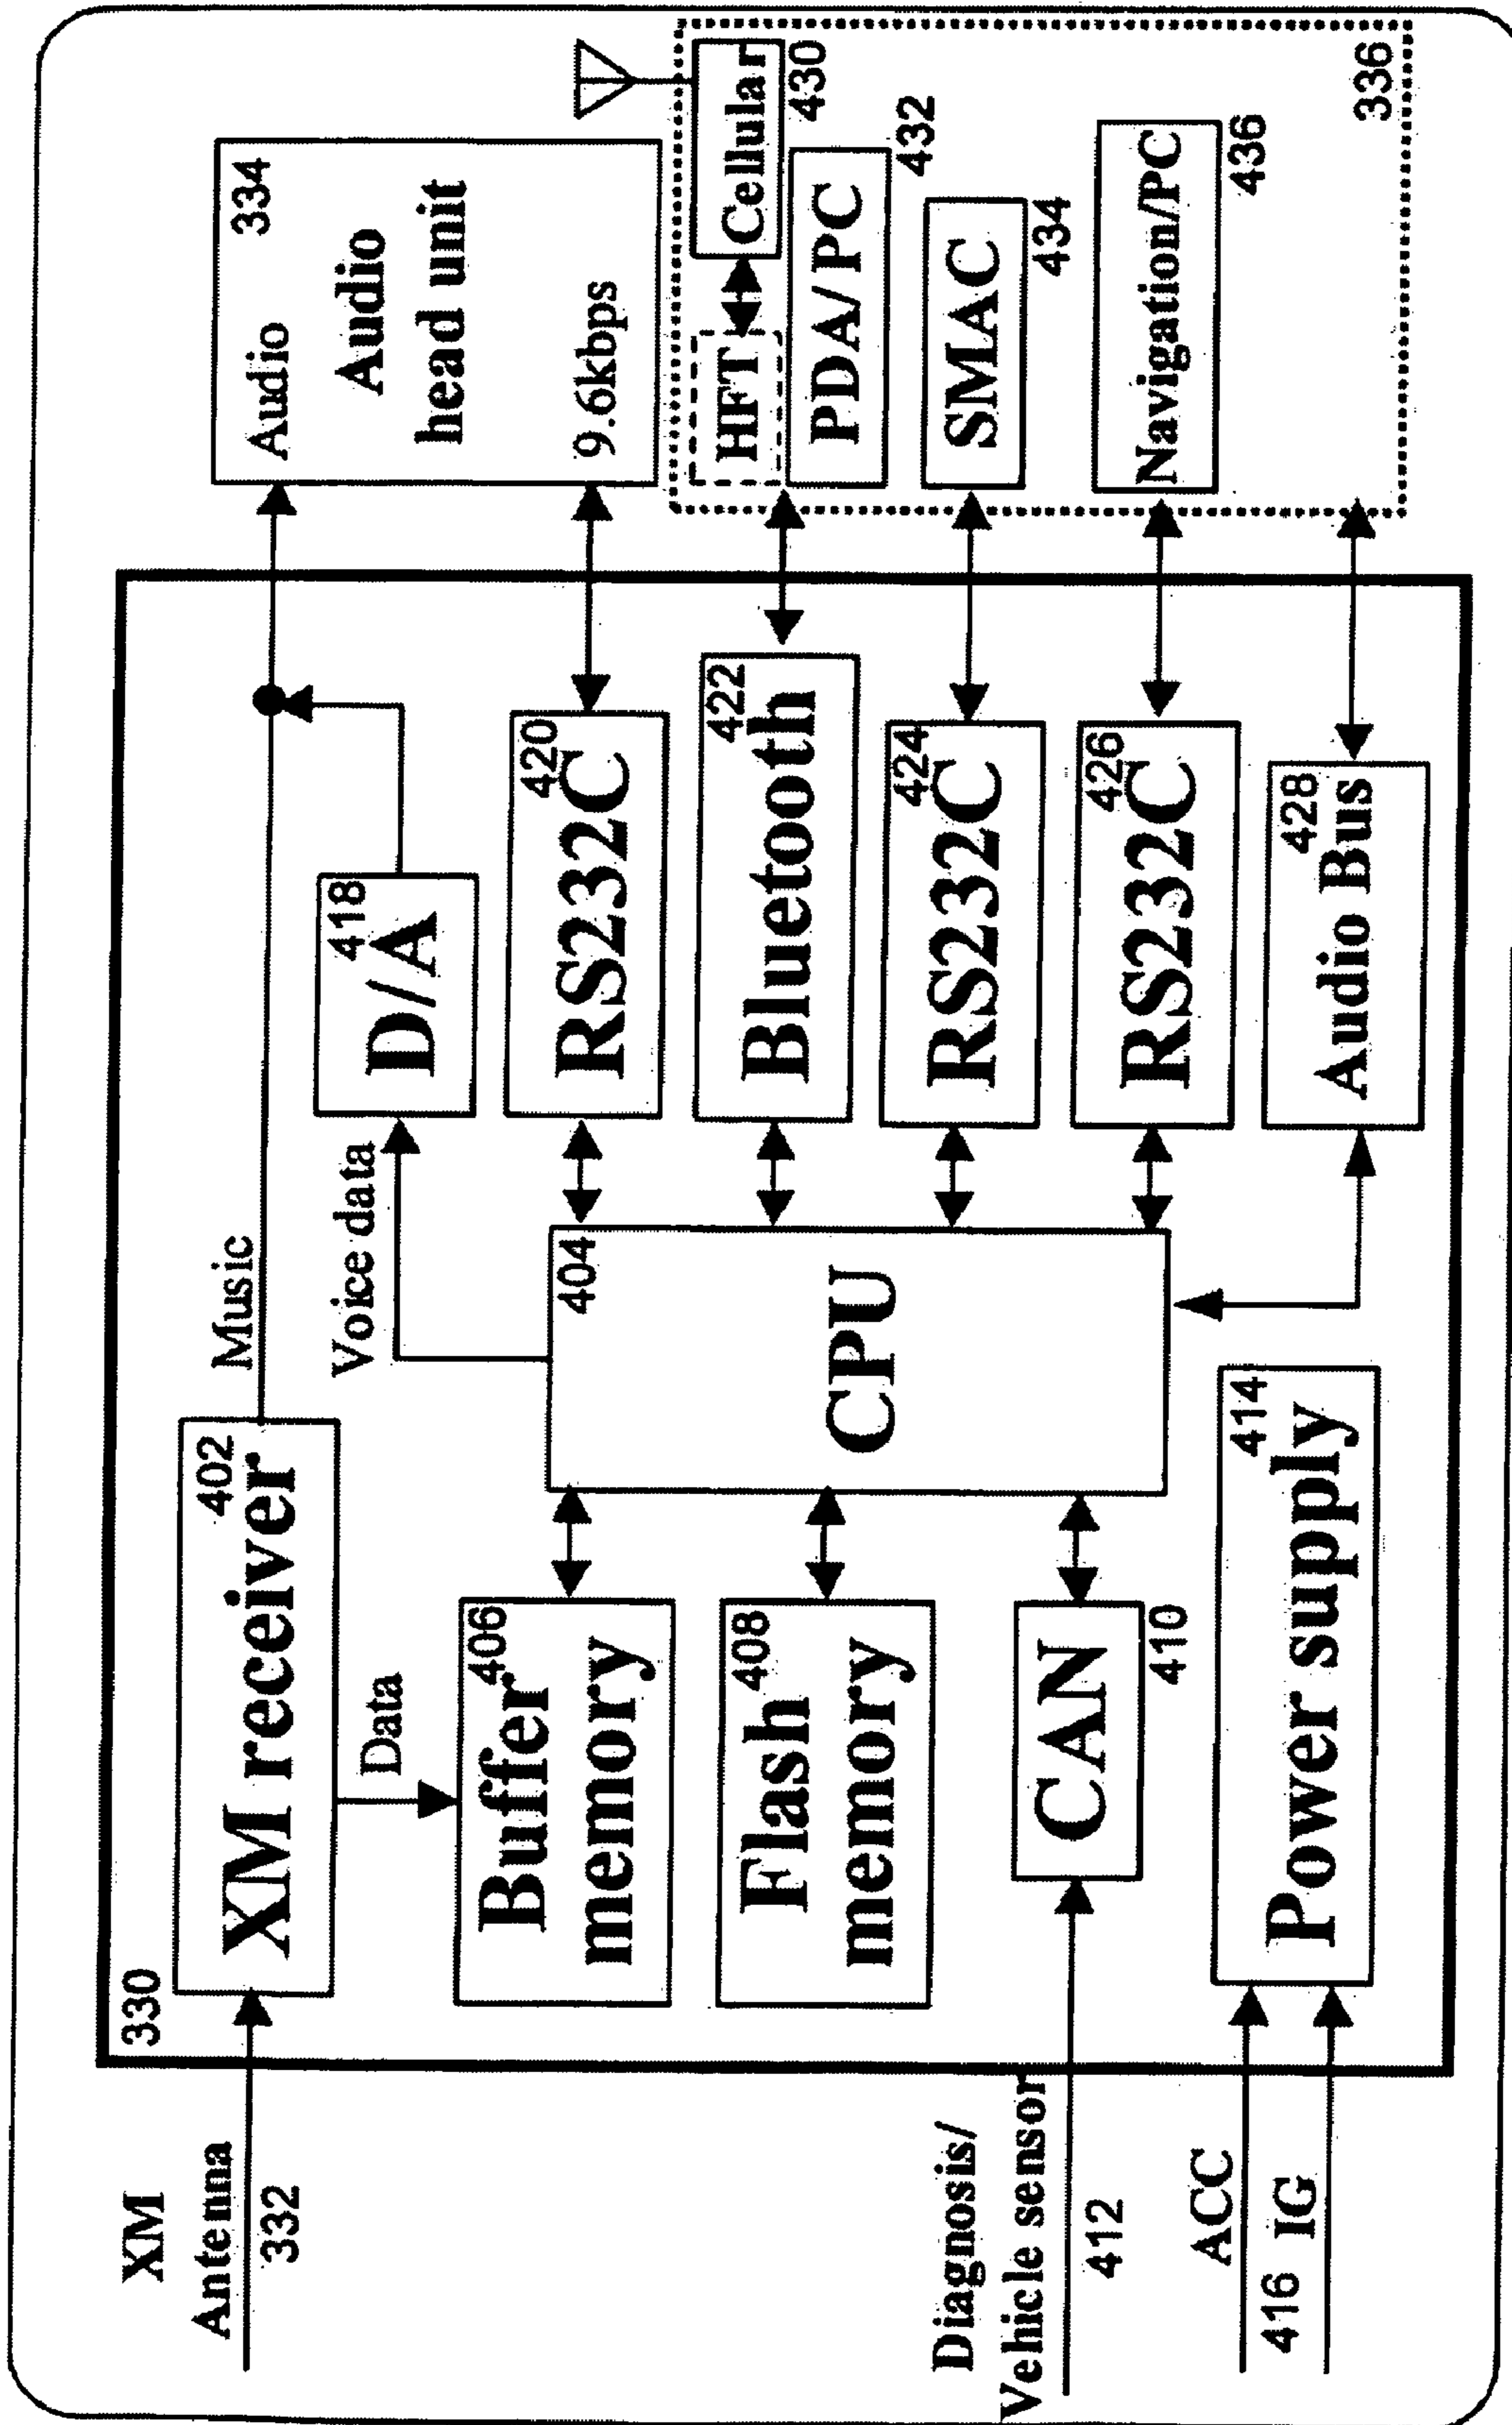 330
XM
Antenna
332
402
XM receiver
Music
Data
Voice data
406
Buffer
memory
408
Flash
memory
Diagnosis/
Vehicle sensor
412
CAN
410
ACC
416 IG
414
Power supply
404
CPU
418
D/A
420
RS232C
422
Bluetooth
424
RS232C
426
RS232C
428
Audio Bus
334
Audio
Audio
head unit
9.6kbps
HFT
Cellular
430
PDA/PC
432
SMAC
434
Navigation/PC
436
336